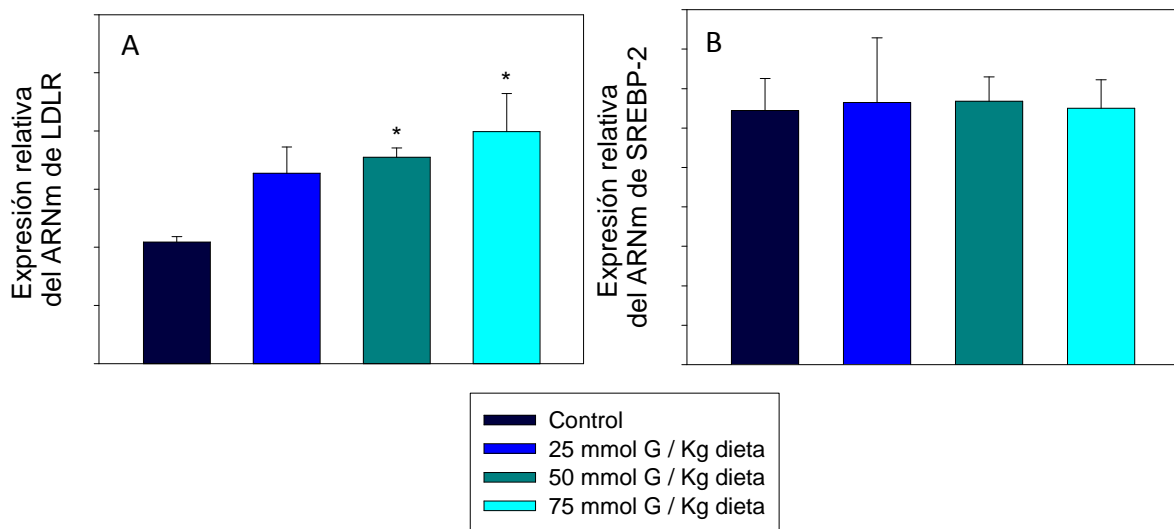 A
*
*
Expresión relativa
del ARNm de LDLR
B
Expresión relativa
del ARNm de SREBP-2
Control
25 mmol G / Kg dieta
50 mmol G / Kg dieta
75 mmol G / Kg dieta